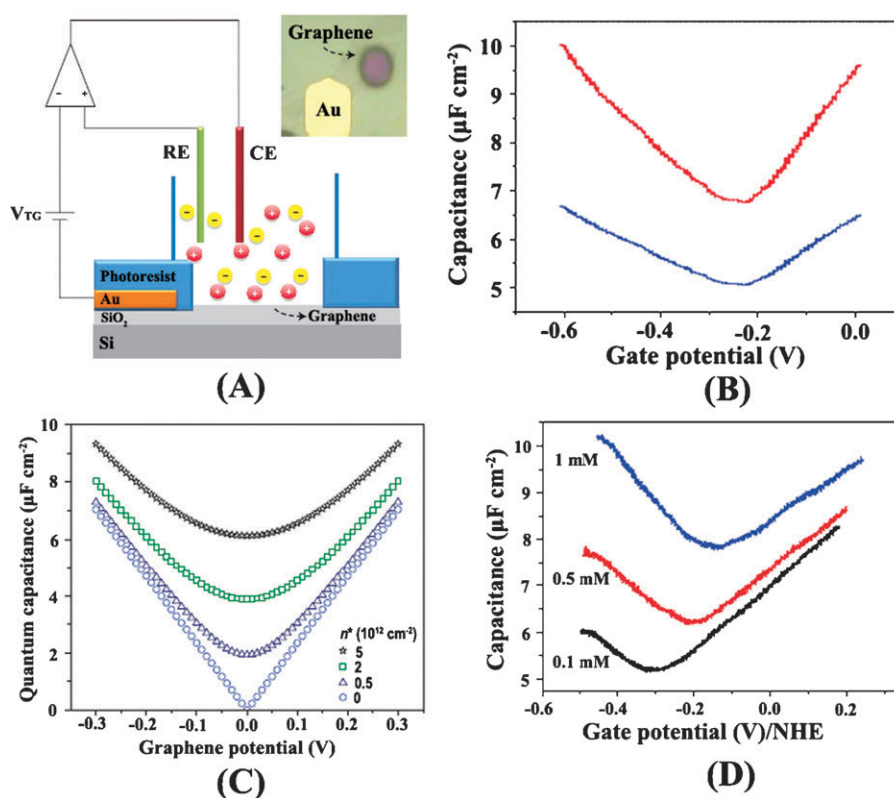 Graphene
Au
RE
CE
V_TG
− +
Photoresist
Au
SiO₂
Si
Graphene
(A)
Capacitance (µF cm⁻²)
10
9
8
7
6
5
-0.6 -0.4 -0.2 0.0
Gate potential (V)
(B)
Quantum capacitance (µF cm⁻²)
10
8
6
4
2
0
n* (10¹² cm⁻²)
5
2
0.5
0
-0.3 -0.2 -0.1 0.0 0.1 0.2 0.3
Graphene potential (V)
(C)
Capacitance (µF cm⁻²)
10
9
8
7
6
5
1 mM
0.5 mM
0.1 mM
-0.6 -0.4 -0.2 0.0 0.2
Gate potential (V)/NHE
(D)